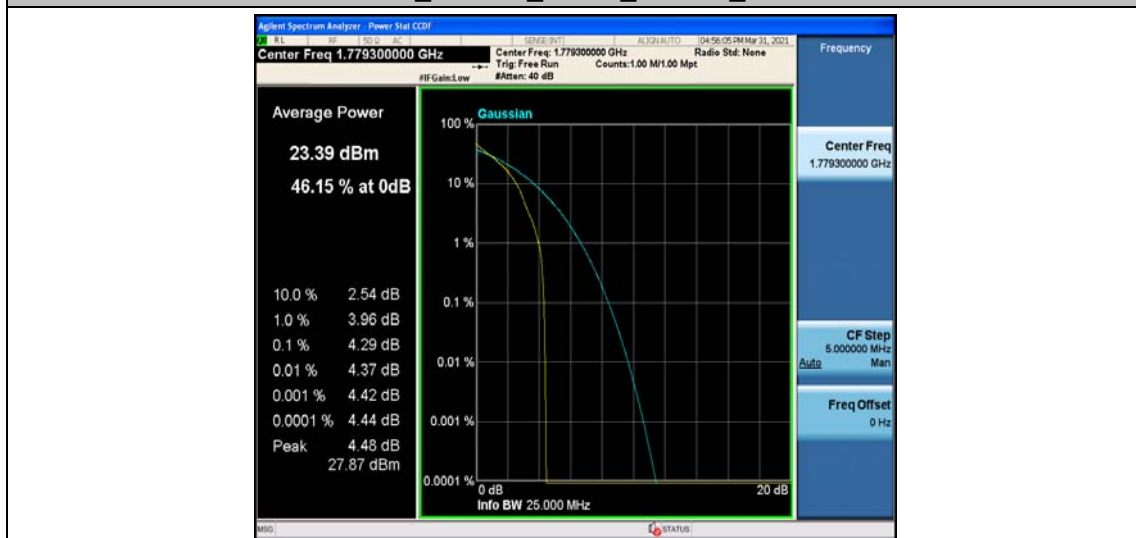 Agilent Spectrum Analyzer - Power Stat CCDF
RL RF 50 Ω AC SENSE:INT ALIGN AUTO 04:56:05 PM Mar 31, 2021
Center Freq 1.779300000 GHz
Center Freq: 1.779300000 GHz Radio Std: None
Trig: Free Run Counts:1.00 M/1.00 Mpt
#IFGain:Low #Atten: 40 dB
Frequency
Average Power
23.39 dBm
46.15 % at 0dB
10.0 % 2.54 dB
1.0 % 3.96 dB
0.1 % 4.29 dB
0.01 % 4.37 dB
0.001 % 4.42 dB
0.0001 % 4.44 dB
Peak 4.48 dB
27.87 dBm
Gaussian
100 %
10 %
1 %
0.1 %
0.01 %
0.001 %
0.0001 %
0 dB 20 dB
Info BW 25.000 MHz
Center Freq
1.779300000 GHz
CF Step
5.000000 MHz
Auto Man
Freq Offset
0 Hz
MSG STATUS